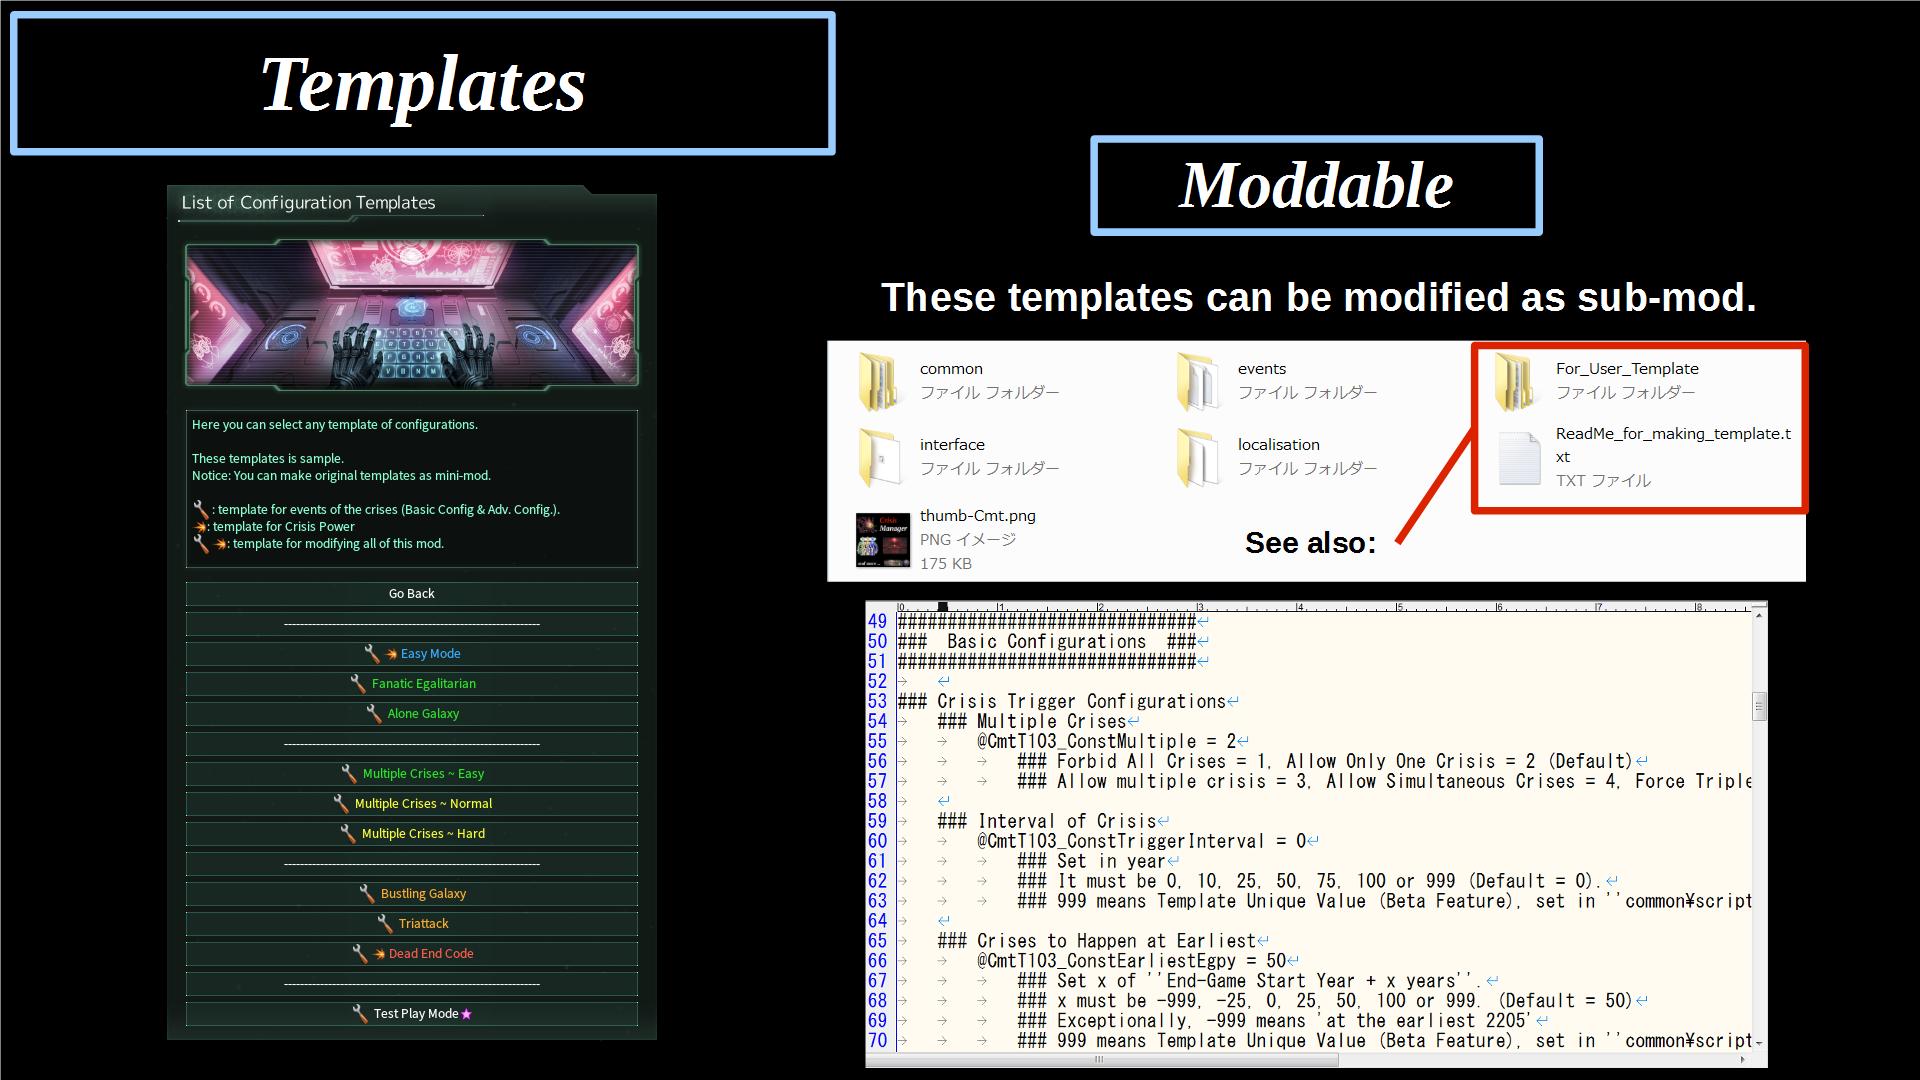 Templates
Moddable
List of Configuration Templates
Here you can select any template of configurations.
These templates is sample.
Notice: You can make original templates as mini-mod.
: template for events of the crises (Basic Config & Adv. Config.).
: template for Crisis Power
: template for modifying all of this mod.
Go Back
------------------------------------------------------------
Easy Mode
Fanatic Egalitarian
Alone Galaxy
------------------------------------------------------------
Multiple Crises ~ Easy
Multiple Crises ~ Normal
Multiple Crises ~ Hard
------------------------------------------------------------
Bustling Galaxy
Triattack
Dead End Code
------------------------------------------------------------
Test Play Mode
These templates can be modified as sub-mod.
common
ファイル フォルダー
events
ファイル フォルダー
For_User_Template
ファイル フォルダー
interface
ファイル フォルダー
localisation
ファイル フォルダー
ReadMe_for_making_template.t
xt
TXT ファイル
Crisis
Manager
thumb-Cmt.png
PNG イメージ
175 KB
See also:
0 1 2 3 4 5 6 7 8
49 ##############################
50 ###  Basic Configurations  ###
51 ##############################
52
53 ### Crisis Trigger Configurations
54 ### Multiple Crises
55 @CmtT103_ConstMultiple = 2
56 ### Forbid All Crises = 1, Allow Only One Crisis = 2 (Default)
57 ### Allow multiple crisis = 3, Allow Simultaneous Crises = 4, Force Triple
58
59 ### Interval of Crisis
60 @CmtT103_ConstTriggerInterval = 0
61 ### Set in year
62 ### It must be 0, 10, 25, 50, 75, 100 or 999 (Default = 0).
63 ### 999 means Template Unique Value (Beta Feature), set in ''common¥script
64
65 ### Crises to Happen at Earliest
66 @CmtT103_ConstEarliestEgpy = 50
67 ### Set x of ''End-Game Start Year + x years''.
68 ### x must be -999, -25, 0, 25, 50, 100 or 999. (Default = 50)
69 ### Exceptionally, -999 means 'at the earliest 2205'
70 ### 999 means Template Unique Value (Beta Feature), set in ''common¥script